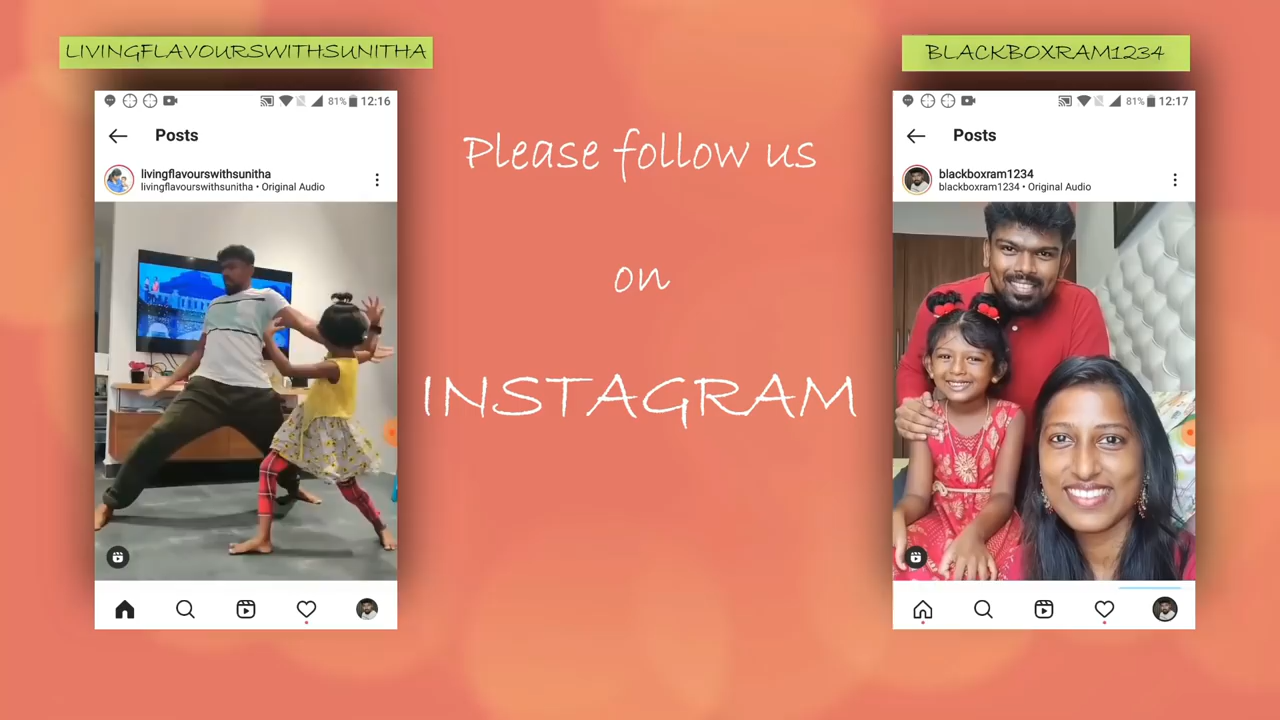 LIVINGFLAVOURSWITHSUNITHA
BLACKBOXRAM1234
81% 12:16
Posts
livingflavourswithsunitha
livingflavourswithsunitha • Original Audio
Please follow us
on
INSTAGRAM
81% 12:17
Posts
blackboxram1234
blackboxram1234 • Original Audio